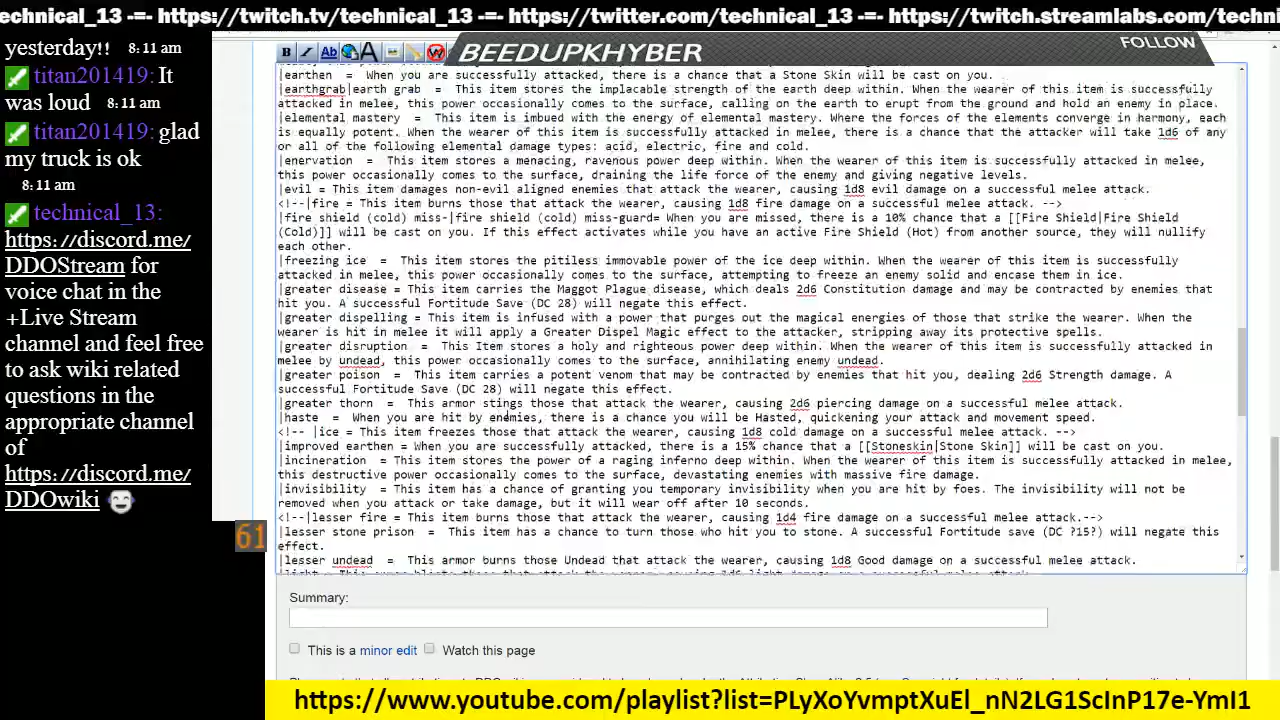 technical_13 -=- https://twitch.tv/technical_13 -=- https://twitter.com/technical_13 -=- https://twitch.streamlabs.com/techni
BEEDUPKHYBER
FOLLOW
yesterday!! 8:11 am
titan201419: It
was loud 8:11 am
titan201419: glad
my truck is ok
8:11 am
technical_13:
https://discord.me/
DDOStream for
voice chat in the
+Live Stream
channel and feel free
to ask wiki related
questions in the
appropriate channel
of
https://discord.me/
DDOwiki
61
B I Ab A W
|earthen = When you are successfully attacked, there is a chance that a Stone Skin will be cast on you.
|earthgrab|earth grab = This item stores the implacable strength of the earth deep within. When the wearer of this item is successfully
attacked in melee, this power occasionally comes to the surface, calling on the earth to erupt from the ground and hold an enemy in place.
|elemental mastery = This item is imbued with the energy of elemental mastery. Where the forces of the elements converge in harmony, each
is equally potent. When the wearer of this item is successfully attacked in melee, there is a chance that the attacker will take 1d6 of any
or all of the following elemental damage types: acid, electric, fire and cold.
|enervation = This item stores a menacing, ravenous power deep within. When the wearer of this item is successfully attacked in melee,
this power occasionally comes to the surface, draining the life force of the enemy and giving negative levels.
|evil = This item damages non-evil aligned enemies that attack the wearer, causing 1d8 evil damage on a successful melee attack.
<!--|fire = This item burns those that attack the wearer, causing 1d8 fire damage on a successful melee attack. -->
|fire shield (cold) miss-|fire shield (cold) miss-guard= When you are missed, there is a 10% chance that a [[Fire Shield|Fire Shield
(Cold)]] will be cast on you. If this effect activates while you have an active Fire Shield (Hot) from another source, they will nullify
each other.
|freezing ice = This item stores the pitiless immovable power of the ice deep within. When the wearer of this item is successfully
attacked in melee, this power occasionally comes to the surface, attempting to freeze an enemy solid and encase them in ice.
|greater disease = This item carries the Maggot Plague disease, which deals 2d6 Constitution damage and may be contracted by enemies that
hit you. A successful Fortitude Save (DC 28) will negate this effect.
|greater dispelling = This item is infused with a power that purges out the magical energies of those that strike the wearer. When the
wearer is hit in melee it will apply a Greater Dispel Magic effect to the attacker, stripping away its protective spells.
|greater disruption = This Item stores a holy and righteous power deep within. When the wearer of this item is successfully attacked in
melee by undead, this power occasionally comes to the surface, annihilating enemy undead.
|greater poison = This item carries a potent venom that may be contracted by enemies that hit you, dealing 2d6 Strength damage. A
successful Fortitude Save (DC 28) will negate this effect.
|greater thorn = This armor stings those that attack the wearer, causing 2d6 piercing damage on a successful melee attack.
|haste = When you are hit by enemies, there is a chance you will be Hasted, quickening your attack and movement speed.
<!-- |ice = This item freezes those that attack the wearer, causing 1d8 cold damage on a successful melee attack. -->
|improved earthen = When you are successfully attacked, there is a 15% chance that a [[Stoneskin|Stone Skin]] will be cast on you.
|incineration = This item stores the power of a raging inferno deep within. When the wearer of this item is successfully attacked in melee,
this destructive power occasionally comes to the surface, devastating enemies with massive fire damage.
|invisibility = This item has a chance of granting you temporary invisibility when you are hit by foes. The invisibility will not be
removed when you attack or take damage, but it will wear off after 10 seconds.
<!--|lesser fire = This item burns those that attack the wearer, causing 1d4 fire damage on a successful melee attack.-->
|lesser stone prison = This item has a chance to turn those who hit you to stone. A successful Fortitude save (DC ?15?) will negate this
effect.
|lesser undead = This armor burns those Undead that attack the wearer, causing 1d8 Good damage on a successful melee attack.
Summary:
This is a minor edit Watch this page
https://www.youtube.com/playlist?list=PLyXoYvmptXuEl_nN2LG1ScInP17e-YmI1